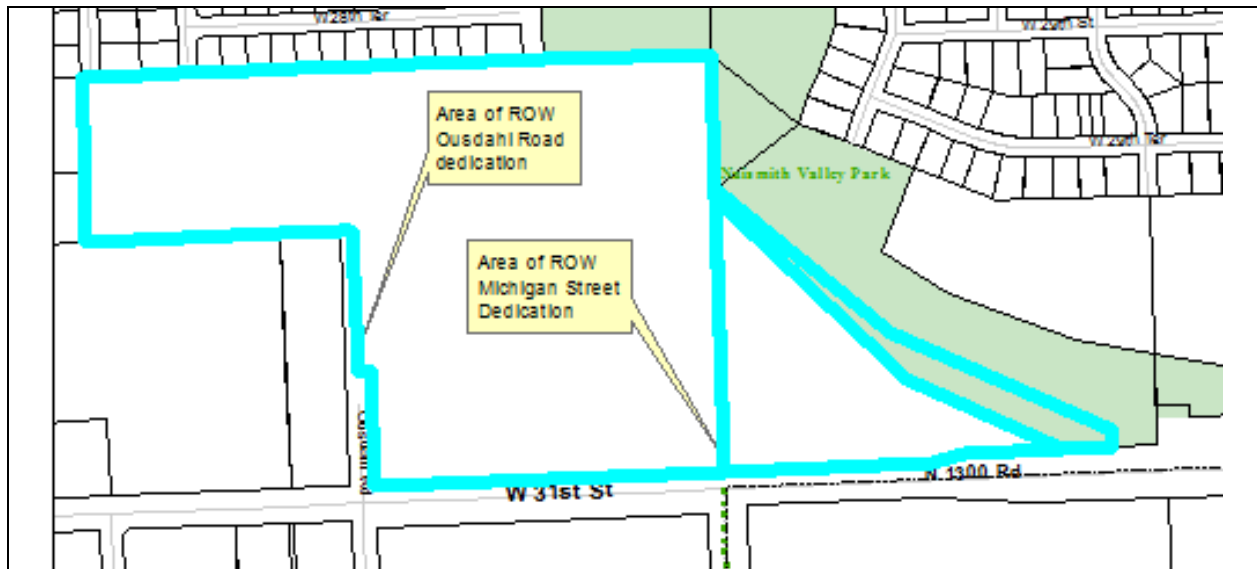 W 28th Ter
W 29th St
Area of ROW
Ousdahl Road
dedication
W 29th Ter
Naismith Valley Park
Area of ROW
Michigan Street
Dedication
Ousdahl Rd
N 1300 Rd
W 31st St